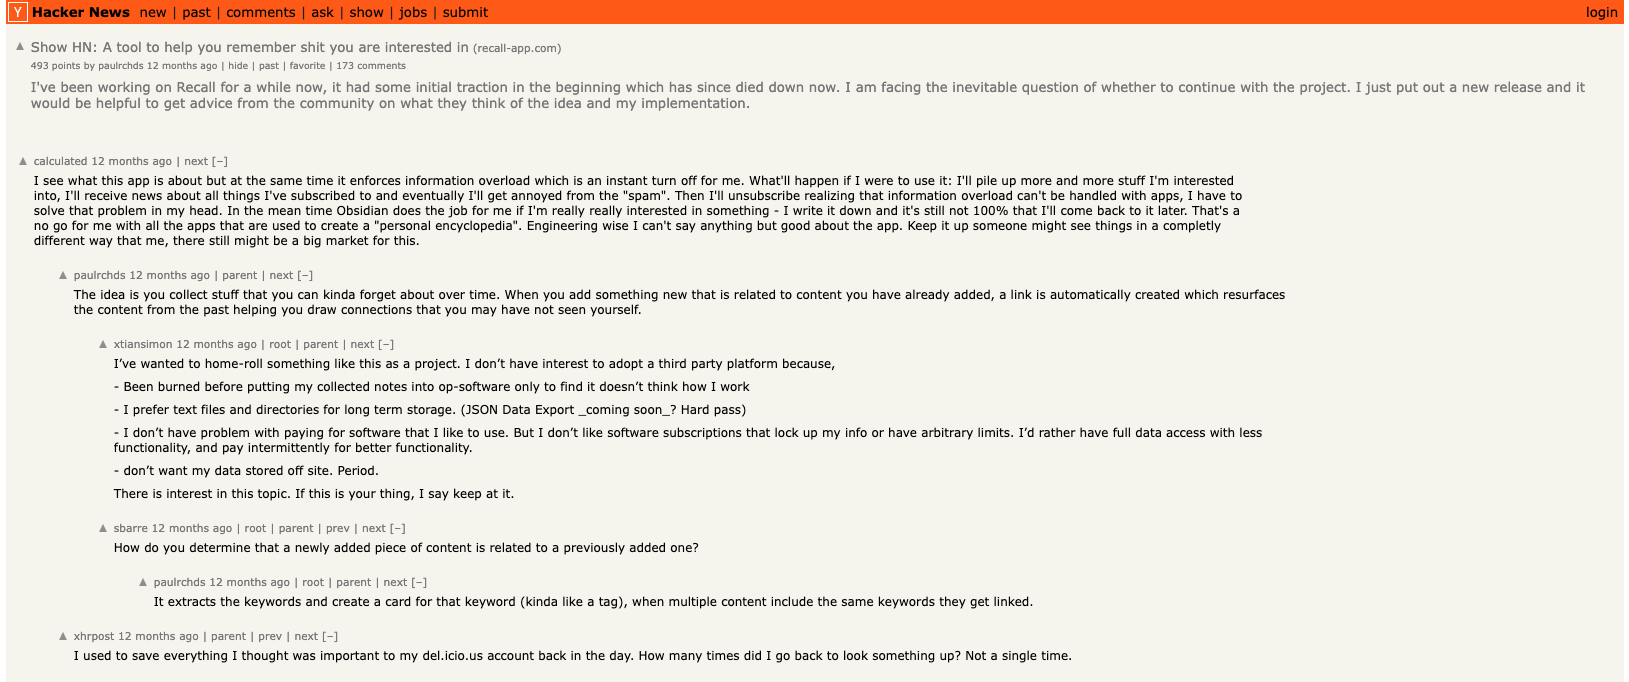 Y Hacker News new | past | comments | ask | show | jobs | submit login
▲ Show HN: A tool to help you remember shit you are interested in (recall-app.com)
493 points by paulrchds 12 months ago | hide | past | favorite | 173 comments
I've been working on Recall for a while now, it had some initial traction in the beginning which has since died down now. I am facing the inevitable question of whether to continue with the project. I just put out a new release and it
would be helpful to get advice from the community on what they think of the idea and my implementation.
▲ calculated 12 months ago | next [–]
I see what this app is about but at the same time it enforces information overload which is an instant turn off for me. What'll happen if I were to use it: I'll pile up more and more stuff I'm interested
into, I'll receive news about all things I've subscribed to and eventually I'll get annoyed from the "spam". Then I'll unsubscribe realizing that information overload can't be handled with apps, I have to
solve that problem in my head. In the mean time Obsidian does the job for me if I'm really really interested in something - I write it down and it's still not 100% that I'll come back to it later. That's a
no go for me with all the apps that are used to create a "personal encyclopedia". Engineering wise I can't say anything but good about the app. Keep it up someone might see things in a completly
different way that me, there still might be a big market for this.
▲ paulrchds 12 months ago | parent | next [–]
The idea is you collect stuff that you can kinda forget about over time. When you add something new that is related to content you have already added, a link is automatically created which resurfaces
the content from the past helping you draw connections that you may have not seen yourself.
▲ xtiansimon 12 months ago | root | parent | next [–]
I’ve wanted to home-roll something like this as a project. I don’t have interest to adopt a third party platform because,
- Been burned before putting my collected notes into op-software only to find it doesn’t think how I work
- I prefer text files and directories for long term storage. (JSON Data Export _coming soon_? Hard pass)
- I don’t have problem with paying for software that I like to use. But I don’t like software subscriptions that lock up my info or have arbitrary limits. I’d rather have full data access with less
functionality, and pay intermittently for better functionality.
- don’t want my data stored off site. Period.
There is interest in this topic. If this is your thing, I say keep at it.
▲ sbarre 12 months ago | root | parent | prev | next [–]
How do you determine that a newly added piece of content is related to a previously added one?
▲ paulrchds 12 months ago | root | parent | next [–]
It extracts the keywords and create a card for that keyword (kinda like a tag), when multiple content include the same keywords they get linked.
▲ xhrpost 12 months ago | parent | prev | next [–]
I used to save everything I thought was important to my del.icio.us account back in the day. How many times did I go back to look something up? Not a single time.